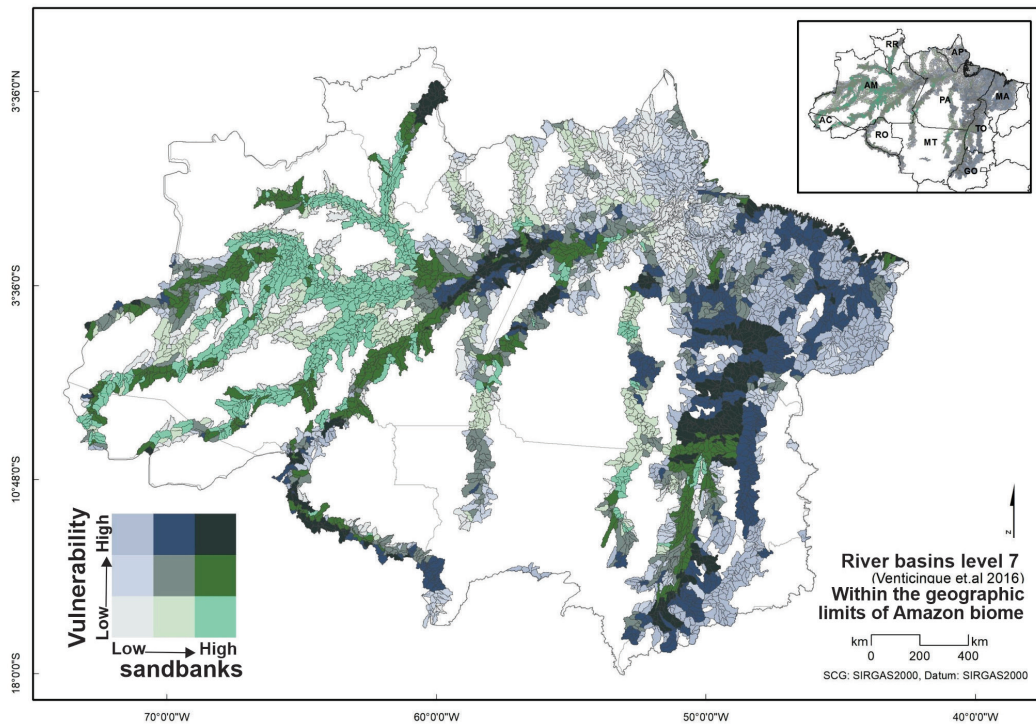 3°36'0"N
3°36'0"S
10°48'0"S
18°0'0"S
70°0'0"W
60°0'0"W
50°0'0"W
40°0'0"W
RR
AP
AM
PA
MA
AC
RO
TO
MT
GO
Vulnerability
High
Low
Low
High
sandbanks
N
River basins level 7
(Venticinque et.al 2016)
Within the geographic
limits of Amazon biome
km
km
0 200 400
SCG: SIRGAS2000, Datum: SIRGAS2000